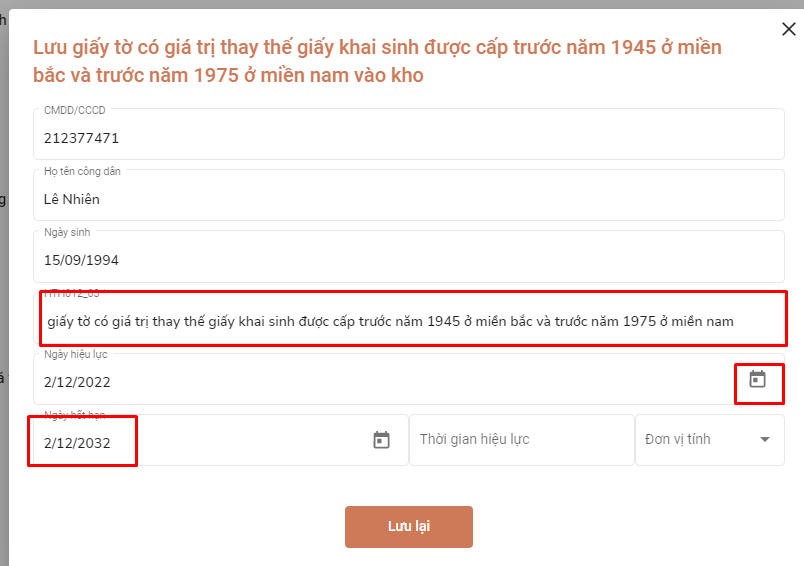 Lưu giấy tờ có giá trị thay thế giấy khai sinh được cấp trước năm 1945 ở miền
bắc và trước năm 1975 ở miền nam vào kho
CMDD/CCCD
212377471
Họ tên công dân
Lê Nhiên
Ngày sinh
15/09/1994
giấy tờ có giá trị thay thế giấy khai sinh được cấp trước năm 1945 ở miền bắc và trước năm 1975 ở miền nam
Ngày hiệu lực
2/12/2022
Ngày hết hạn
2/12/2032
Thời gian hiệu lực
Đơn vị tính
Lưu lại